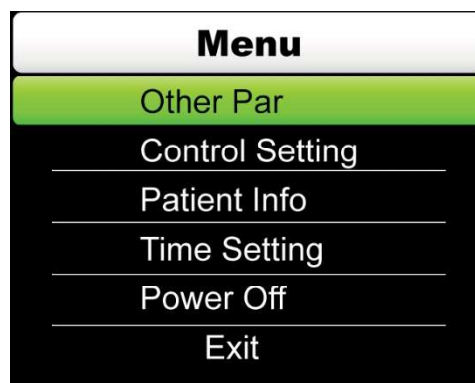 Menu
Other Par
Control Setting
Patient Info
Time Setting
Power Off
Exit